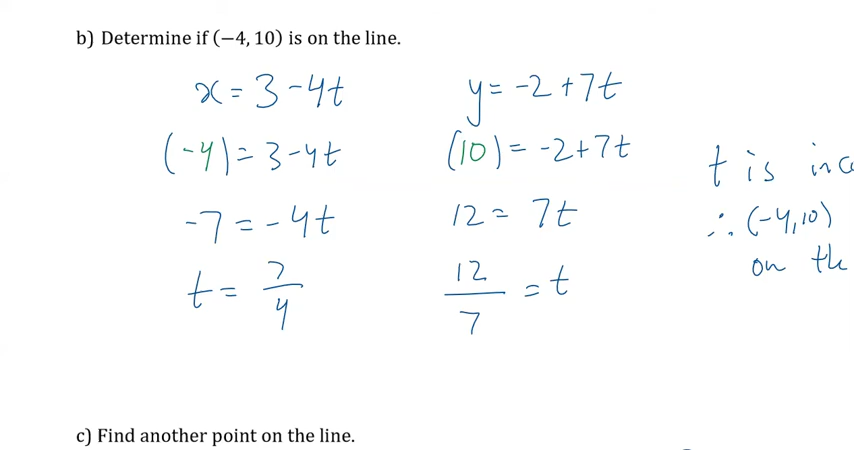 b) Determine if (−4, 10) is on the line.
x = 3 - 4t
(-4) = 3 - 4t
-7 = -4t
t = 7/4
y = -2 + 7t
(10) = -2 + 7t
12 = 7t
12/7 = t
t is inc
∴ (-4, 10)
on the
c) Find another point on the line.